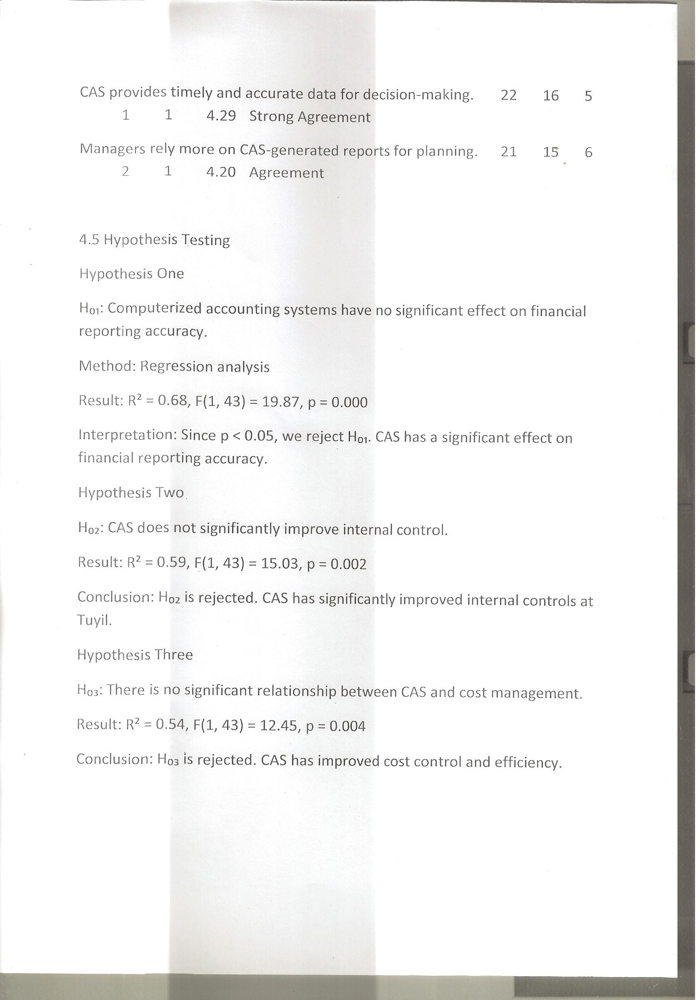 CAS provides timely and accurate data for decision-making. 22 16 5
1 1 4.29 Strong Agreement
Managers rely more on CAS-generated reports for planning. 21 15 6
2 1 4.20 Agreement
4.5 Hypothesis Testing
Hypothesis One
H₀₁: Computerized accounting systems have no significant effect on financial
reporting accuracy.
Method: Regression analysis
Result: R² = 0.68, F(1, 43) = 19.87, p = 0.000
Interpretation: Since p < 0.05, we reject H₀₁. CAS has a significant effect on
financial reporting accuracy.
Hypothesis Two
H₀₂: CAS does not significantly improve internal control.
Result: R² = 0.59, F(1, 43) = 15.03, p = 0.002
Conclusion: H₀₂ is rejected. CAS has significantly improved internal controls at
Tuyil.
Hypothesis Three
H₀₃: There is no significant relationship between CAS and cost management.
Result: R² = 0.54, F(1, 43) = 12.45, p = 0.004
Conclusion: H₀₃ is rejected. CAS has improved cost control and efficiency.